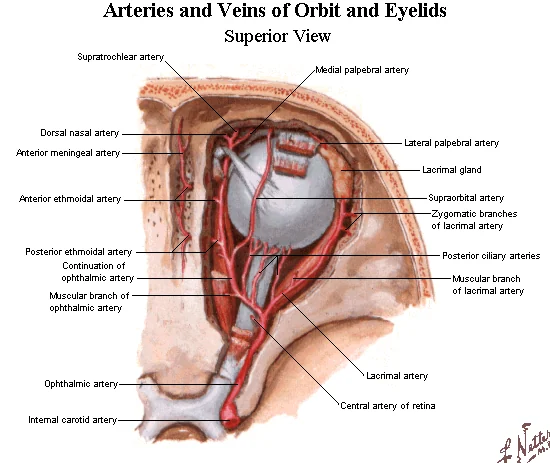 Arteries and Veins of Orbit and Eyelids
Superior View
Supratrochlear artery
Medial palpebral artery
Dorsal nasal artery
Anterior meningeal artery
Lateral palpebral artery
Lacrimal gland
Anterior ethmoidal artery
Supraorbital artery
Zygomatic branches
of lacrimal artery
Posterior ethmoidal artery
Posterior ciliary arteries
Continuation of
ophthalmic artery
Muscular branch
of lacrimal artery
Muscular branch of
ophthalmic artery
Lacrimal artery
Ophthalmic artery
Central artery of retina
Internal carotid artery
F. Netter